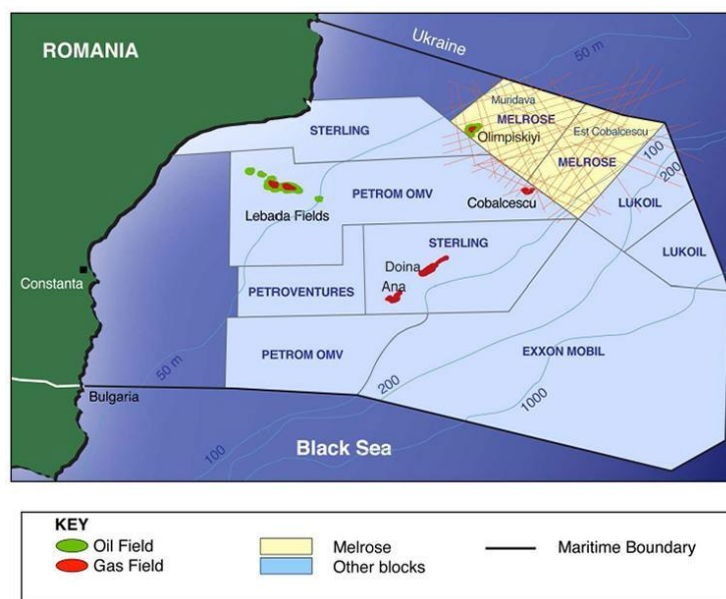 ROMANIA
Ukraine
50 m
Mundava
MELROSE
Olimpiskiyi
Est Cobalcescu
MELROSE
100
200
STERLING
PETROM OMV
Lebada Fields
Cobalcescu
LUKOIL
STERLING
LUKOIL
Doina
Ana
Constanta
PETROVENTURES
PETROM OMV
EXXON MOBIL
50 m
200
1000
Bulgaria
100
Black Sea
KEY
Oil Field
Gas Field
Melrose
Other blocks
Maritime Boundary